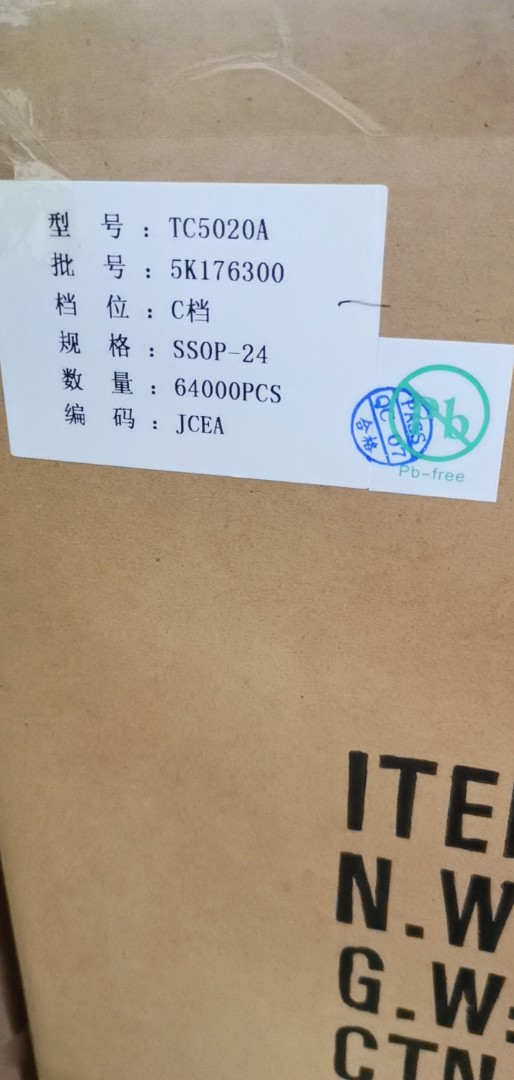 型 号：TC5020A
批 号：5K176300
档 位：C档
规 格：SSOP-24
数 量：64000PCS
编 码：JCEA
Pb
PASS
QC 07
合格
Pb-free
ITE
N.W
G.W:
CTN